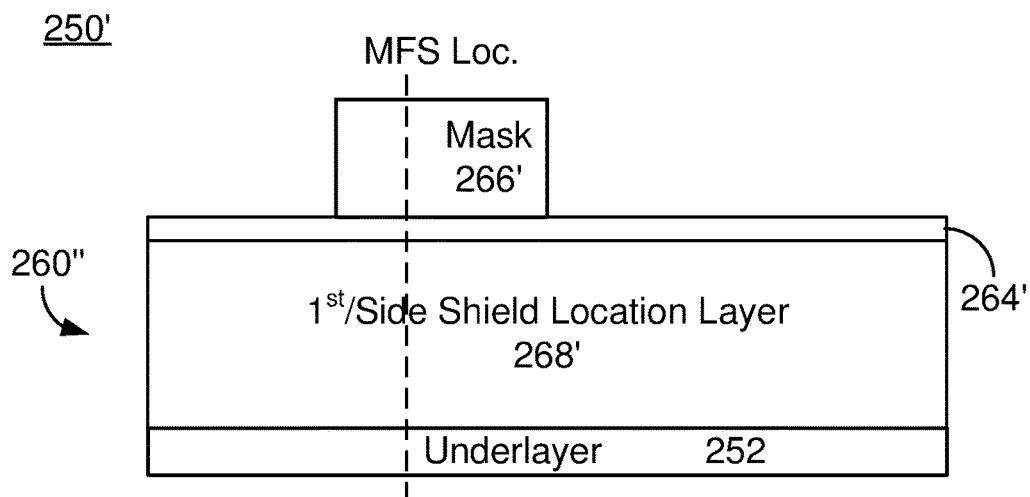 250'
MFS Loc.
Mask
266'
260"
264'
1st/Side Shield Location Layer
268'
Underlayer 252